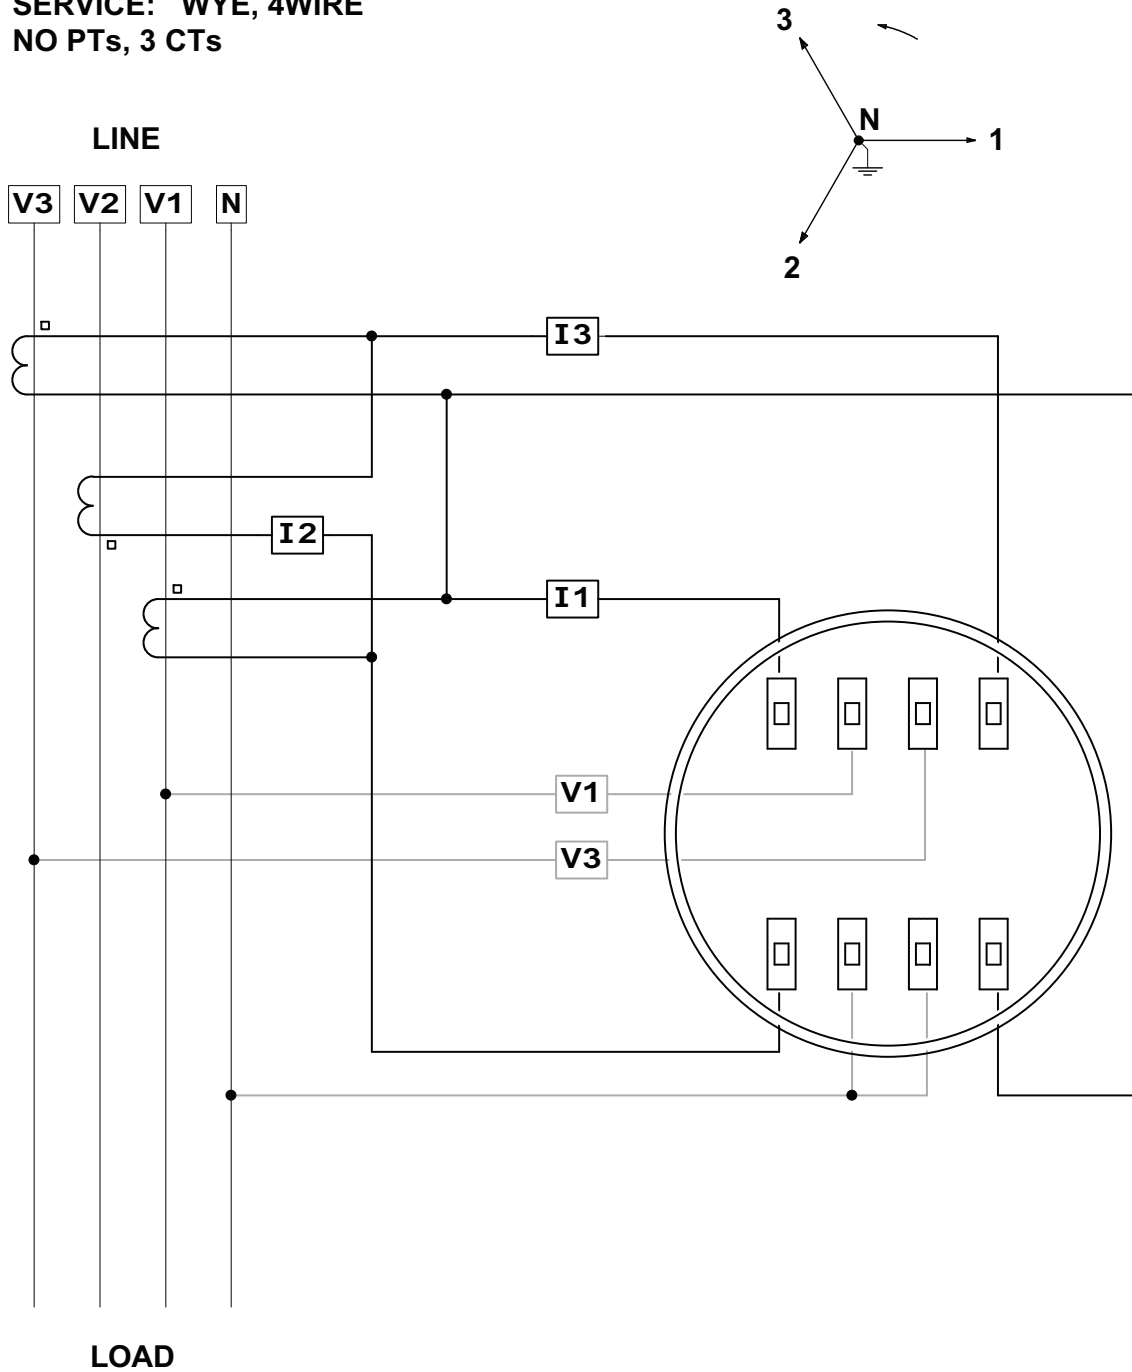 SERVICE: WYE, 4WIRE
NO PTs, 3 CTs
3
N
1
2
LINE
V3 V2 V1 N
I3
I2
I1
V1
V3
LOAD